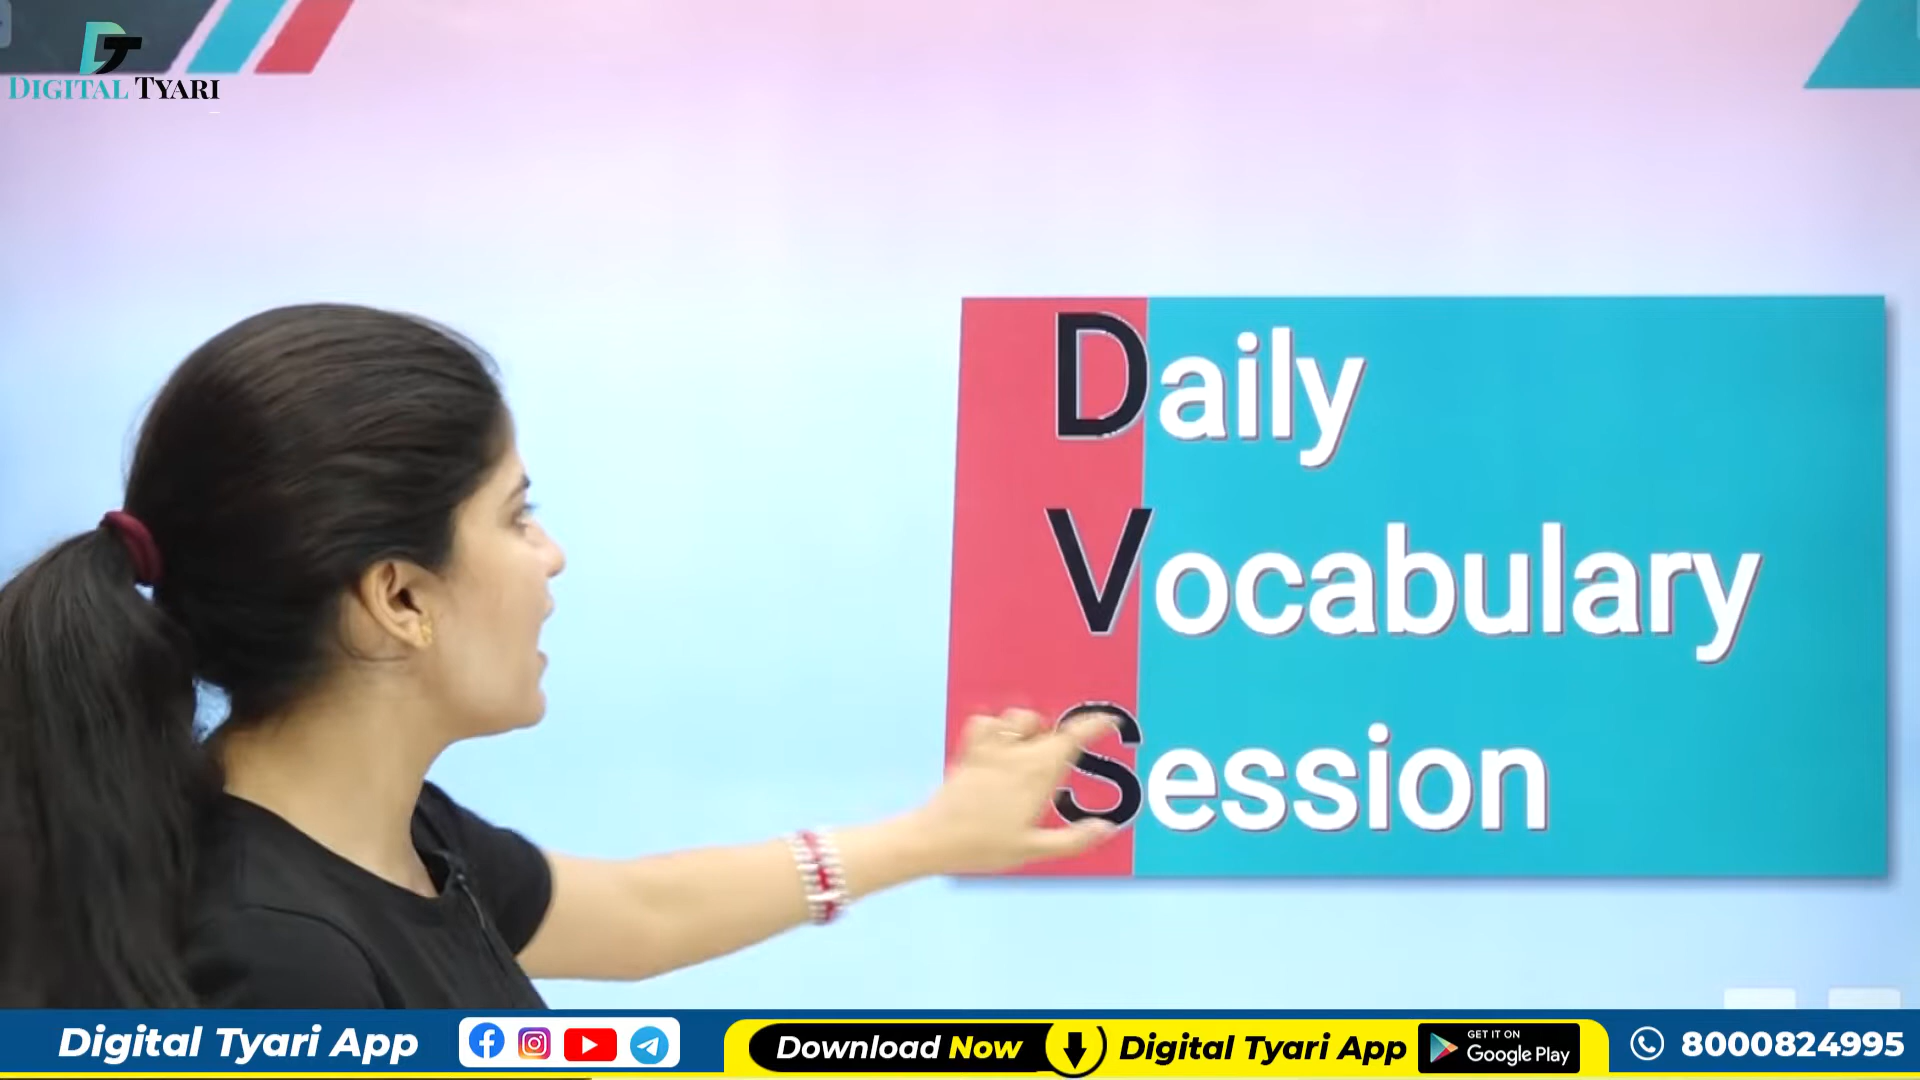 DT
DIGITAL TYARI
Daily
Vocabulary
Session
Digital Tyari App
Download Now
Digital Tyari App
GET IT ON
Google Play
8000824995